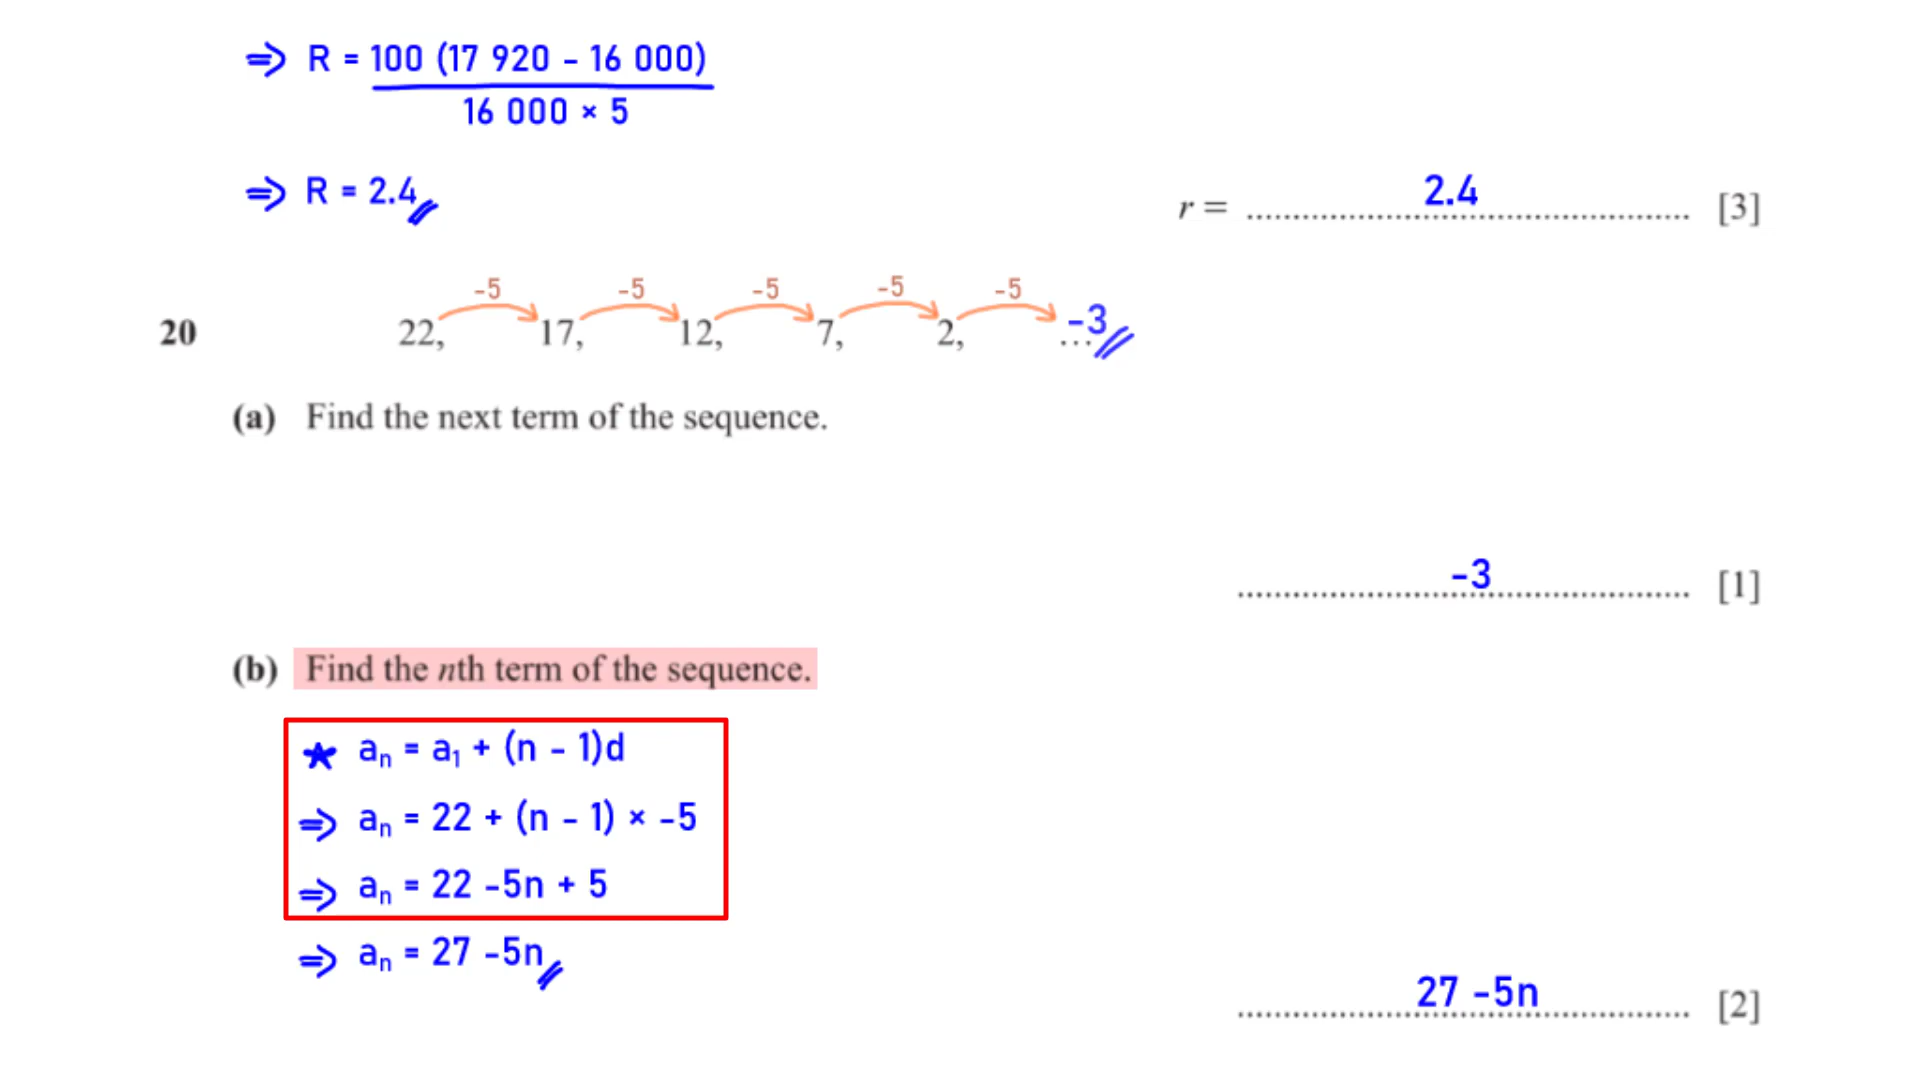 ⇒ R = 100 (17 920 - 16 000)
16 000 × 5
⇒ R = 2.4
r = .................................................. 2.4 [3]
-5 -5 -5 -5 -5
20 22, 17, 12, 7, 2, ... -3
(a) Find the next term of the sequence.
.................................................. -3 [1]
(b) Find the nth term of the sequence.
★ aₙ = a₁ + (n - 1)d
⇒ aₙ = 22 + (n - 1) × -5
⇒ aₙ = 22 -5n + 5
⇒ aₙ = 27 -5n
.................................................. 27 -5n [2]